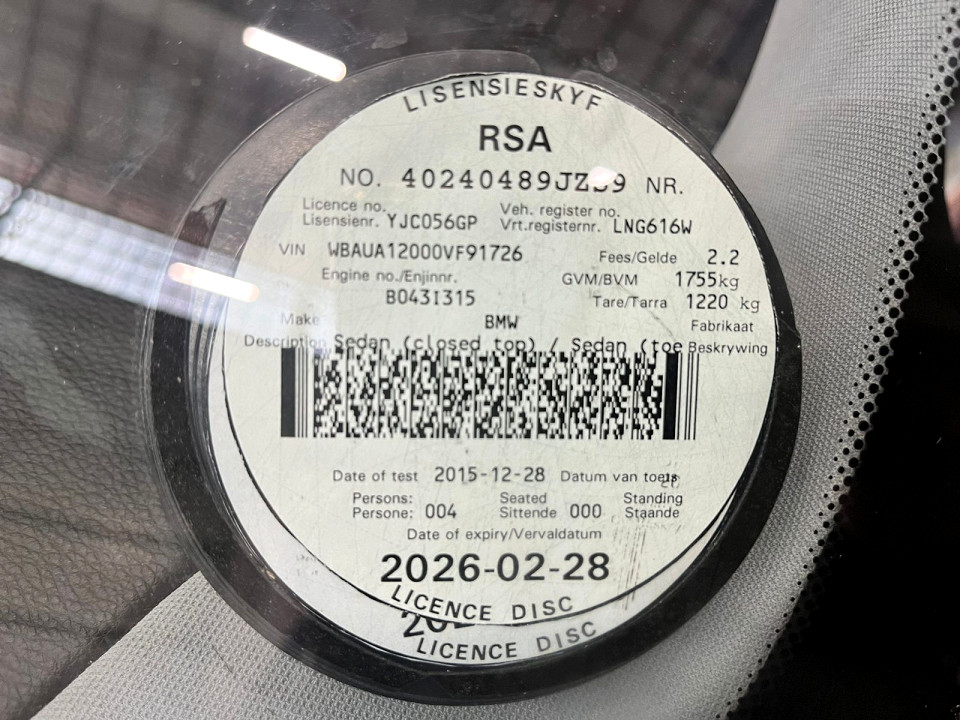 LISENSIESKYF
RSA
NO. NR.
Licence no. Veh. register no.
Lisensienr. YJC056GP Vrt.registernr. LNG616W
VIN WBAUA12000VF91726 Fees/Gelde 2.2
Engine no./Enjinnr. GVM/BVM 1755kg
B0431315 Tare/Tarra 1220 kg
Make BMW Fabrikaat
Description Sedan (closed top) / Sedan (toe Beskrywing
Date of test 2015-12-28 Datum van toets
Persons: Seated Standing
Persone: 004 Sittende 000 Staande
Date of expiry/Vervaldatum
2026-02-28
LICENCE DISC
LICENCE DISC